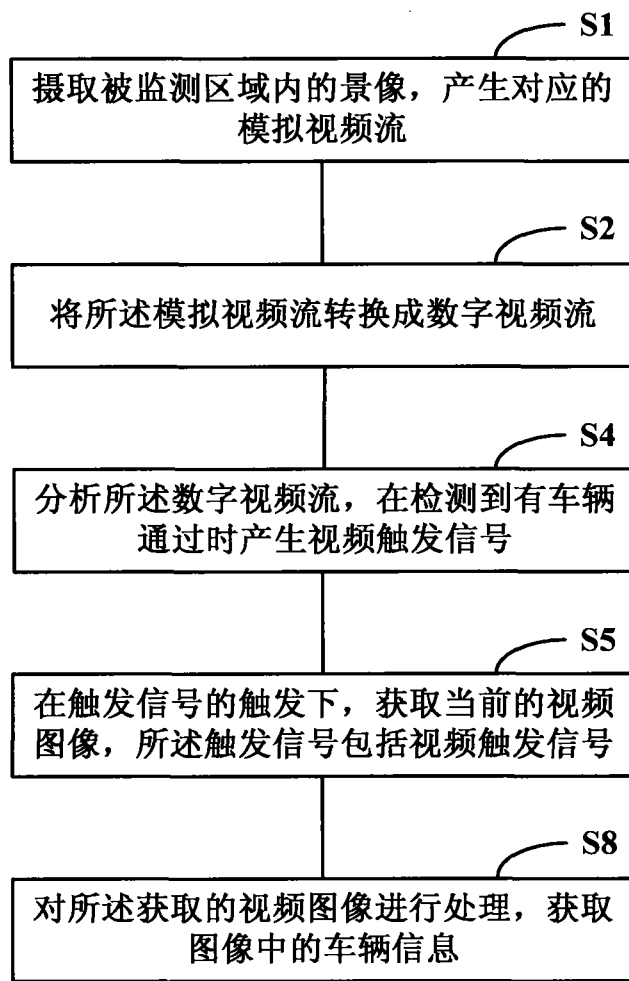 S1
摄取被监测区域内的景像，产生对应的
模拟视频流
S2
将所述模拟视频流转换成数字视频流
S4
分析所述数字视频流，在检测到有车辆
通过时产生视频触发信号
S5
在触发信号的触发下，获取当前的视频
图像，所述触发信号包括视频触发信号
S8
对所述获取的视频图像进行处理，获取
图像中的车辆信息